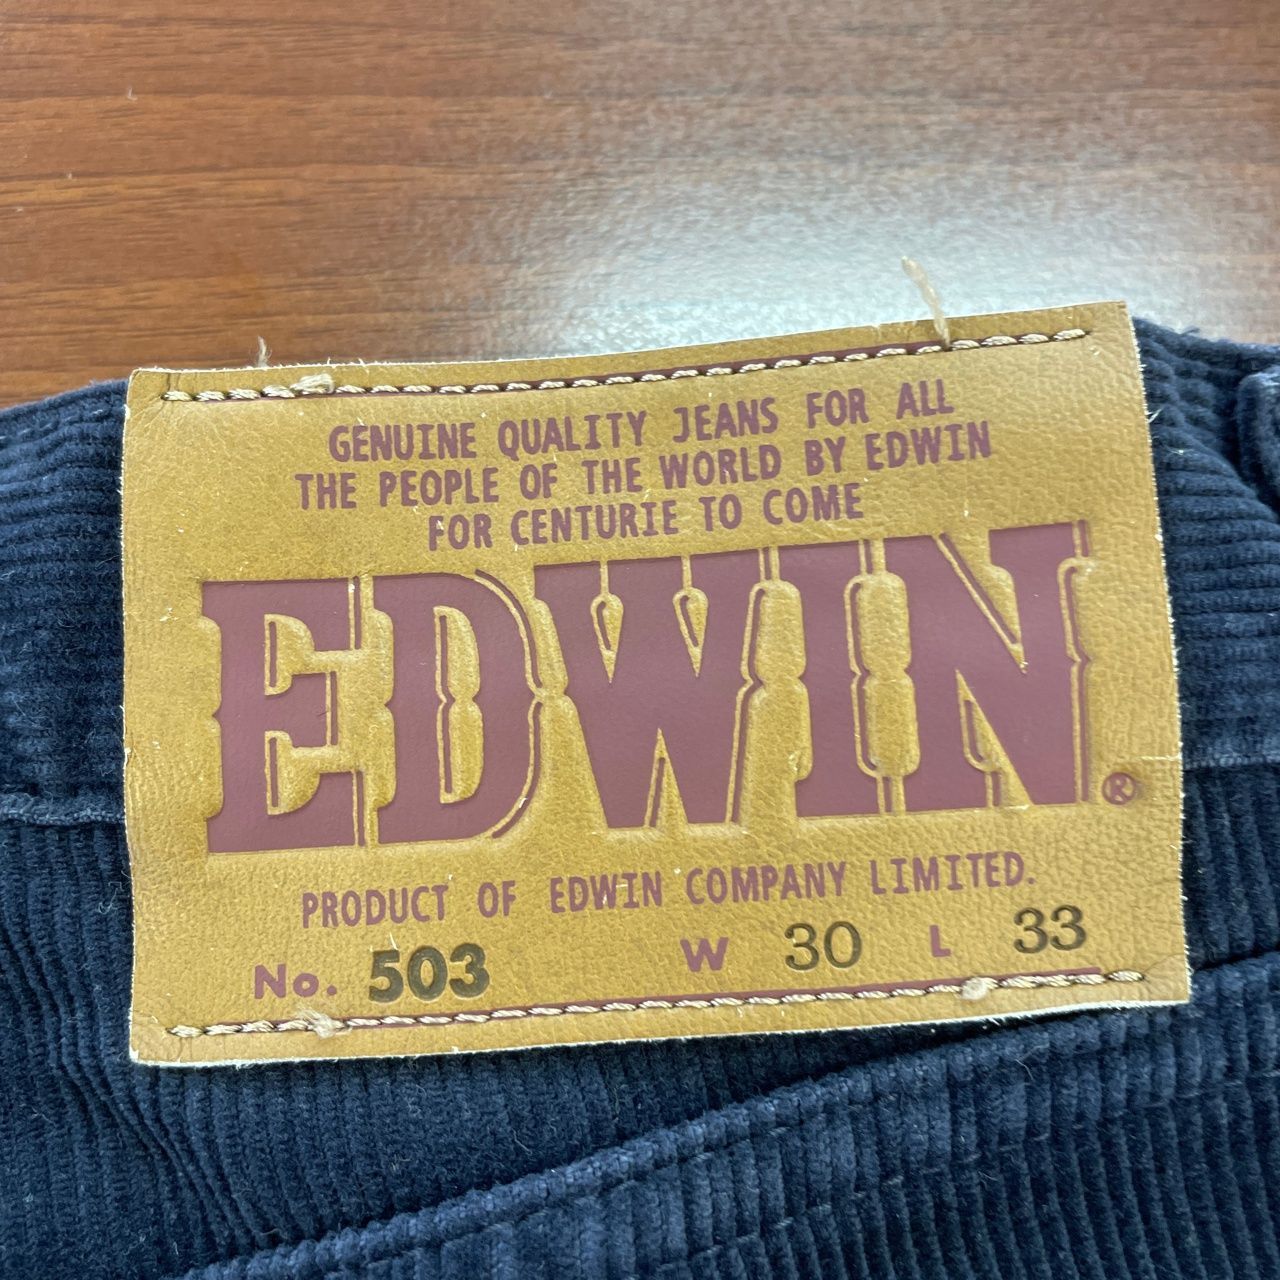 GENUINE QUALITY JEANS FOR ALL
THE PEOPLE OF THE WORLD BY EDWIN
FOR CENTURIE TO COME
EDWIN®
PRODUCT OF EDWIN COMPANY LIMITED.
No. 503 W 30 L 33